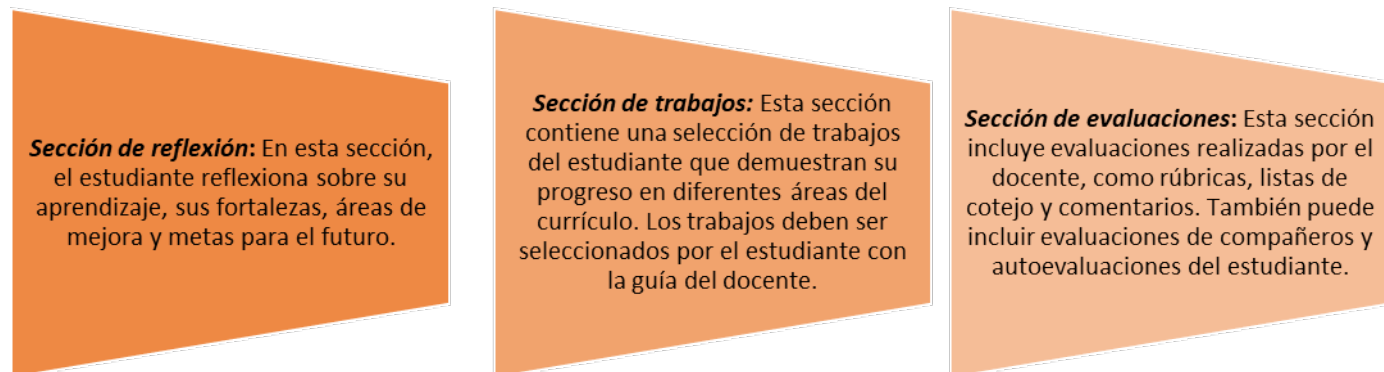 Sección de reflexión: En esta sección,
el estudiante reflexiona sobre su
aprendizaje, sus fortalezas, áreas de
mejora y metas para el futuro.
Sección de trabajos: Esta sección
contiene una selección de trabajos
del estudiante que demuestran su
progreso en diferentes áreas del
currículo. Los trabajos deben ser
seleccionados por el estudiante con
la guía del docente.
Sección de evaluaciones: Esta sección
incluye evaluaciones realizadas por el
docente, como rúbricas, listas de
cotejo y comentarios. También puede
incluir evaluaciones de compañeros y
autoevaluaciones del estudiante.